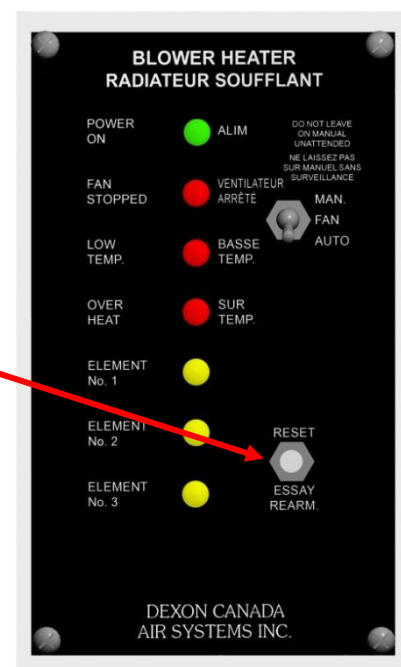 BLOWER HEATER
RADIATEUR SOUFFLANT
POWER
ON
ALIM
DO NOT LEAVE
ON MANUAL
UNATTENDED
NE LAISSEZ PAS
SUR MANUEL SANS
SURVEILLANCE
FAN
STOPPED
VENTILATEUR
ARRÊTÉ
MAN.
FAN
AUTO
LOW
TEMP.
BASSE
TEMP.
OVER
HEAT
SUR
TEMP.
ELEMENT
No. 1
ELEMENT
No. 2
RESET
ELEMENT
No. 3
ESSAY
REARM.
DEXON CANADA
AIR SYSTEMS INC.